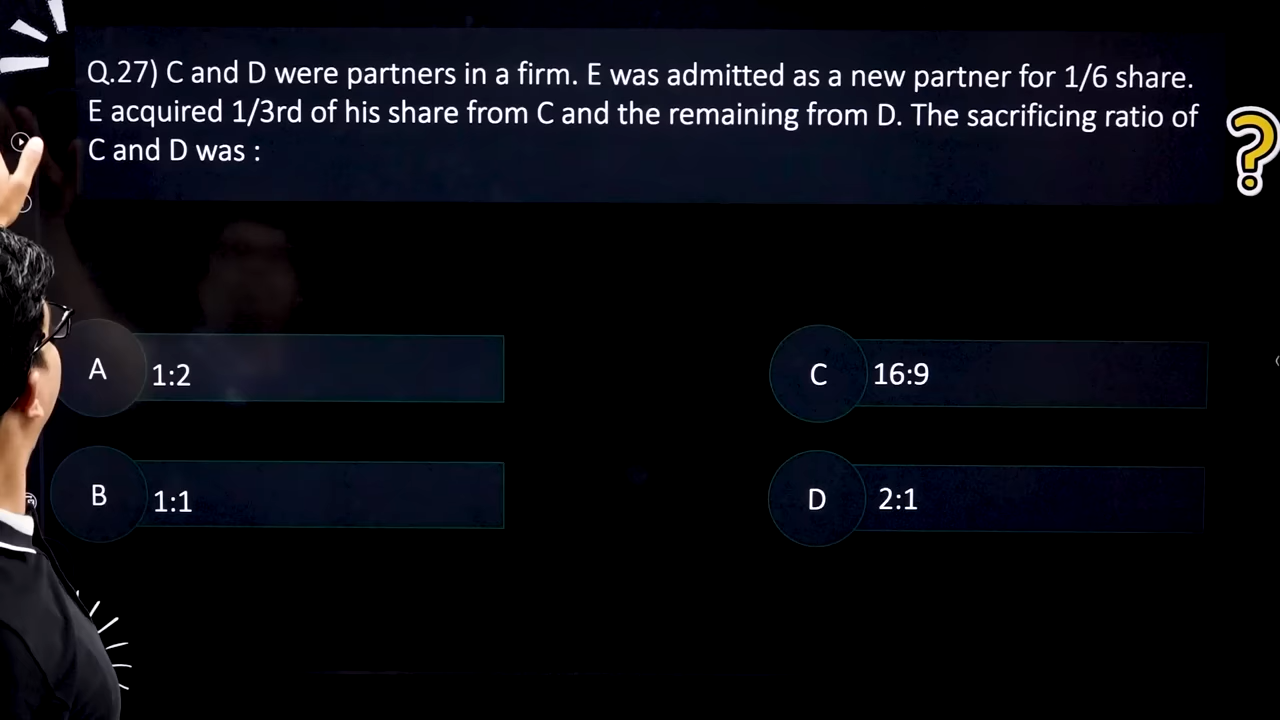 Q.27) C and D were partners in a firm. E was admitted as a new partner for 1/6 share.
E acquired 1/3rd of his share from C and the remaining from D. The sacrificing ratio of
C and D was :
?
A 1:2
C 16:9
B 1:1
D 2:1